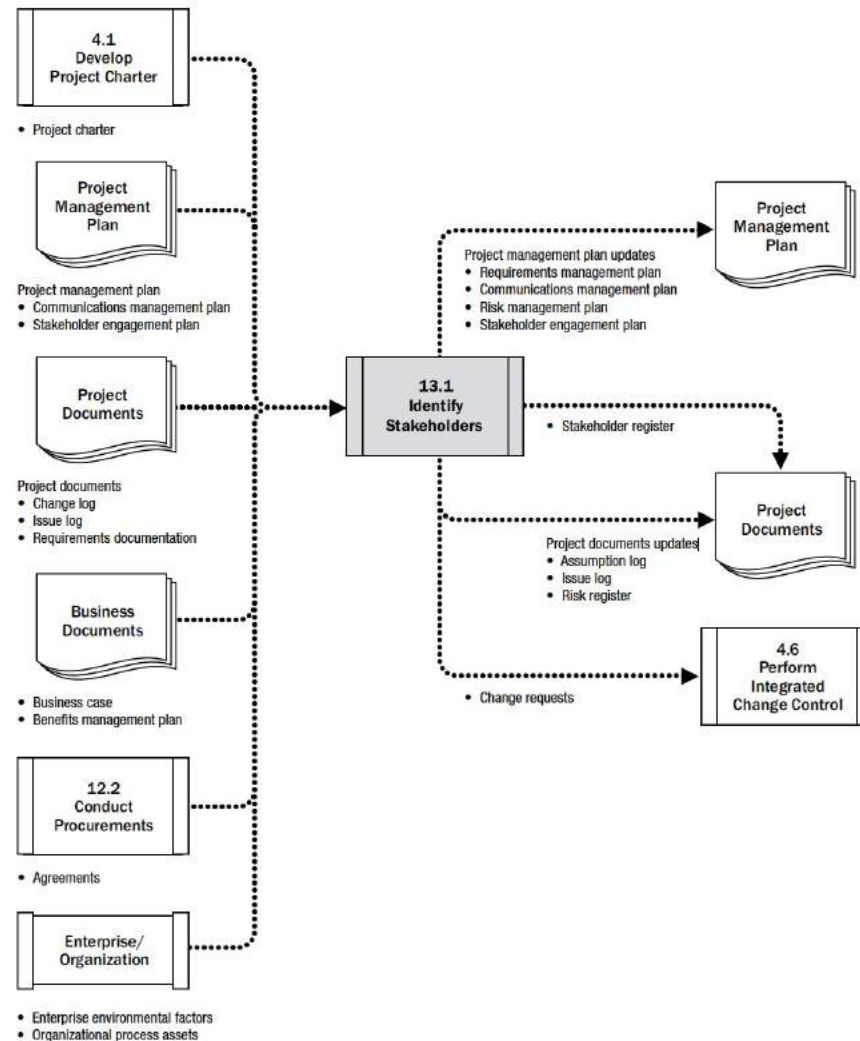 4.1
Develop
Project Charter
• Project charter
Project
Management
Plan
Project management plan
• Communications management plan
• Stakeholder engagement plan
Project
Documents
Project documents
• Change log
• Issue log
• Requirements documentation
Business
Documents
• Business case
• Benefits management plan
12.2
Conduct
Procurements
• Agreements
Enterprise/
Organization
• Enterprise environmental factors
• Organizational process assets
13.1
Identify
Stakeholders
Project management plan updates
• Requirements management plan
• Communications management plan
• Risk management plan
• Stakeholder engagement plan
Project
Management
Plan
• Stakeholder register
Project
Documents
Project documents updates
• Assumption log
• Issue log
• Risk register
4.6
Perform
Integrated
Change Control
• Change requests